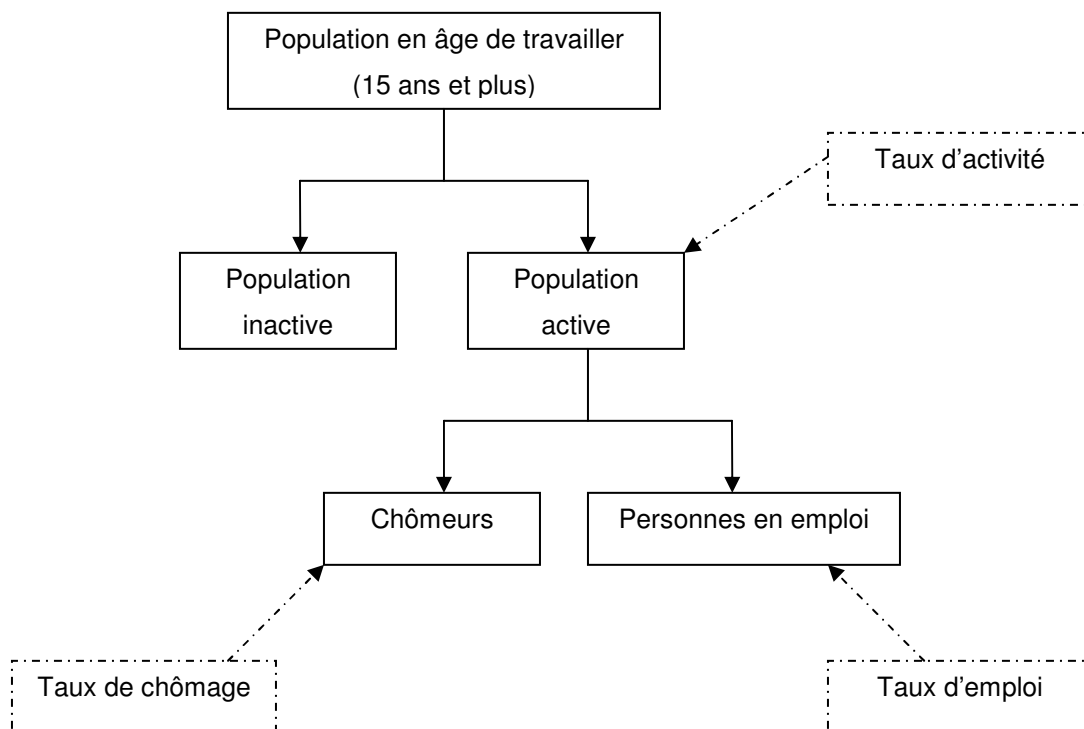 Population en âge de travailler
(15 ans et plus)
Taux d’activité
Population
inactive
Population
active
Chômeurs
Personnes en emploi
Taux de chômage
Taux d’emploi